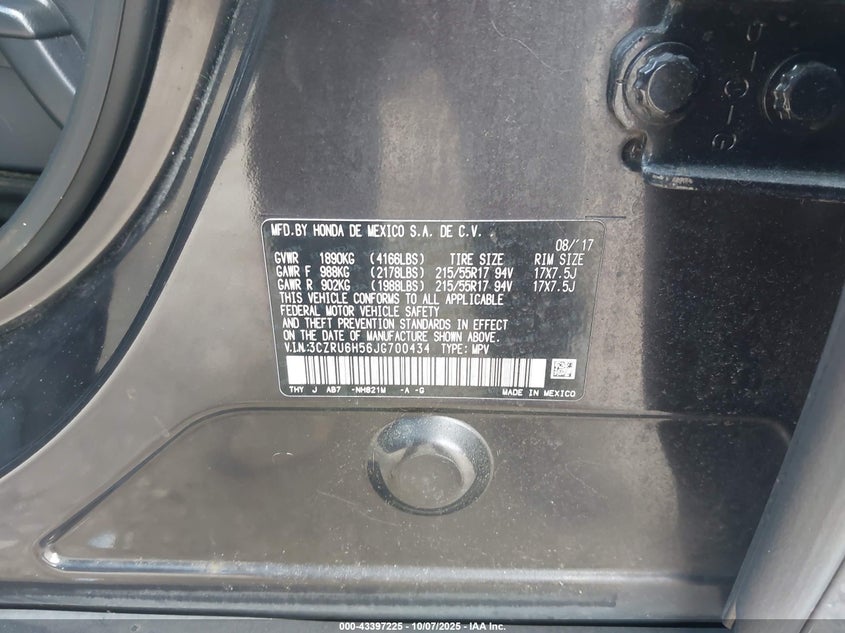 MFD.BY HONDA DE MEXICO S.A. DE C.V.
08/'17
GVWR 1890KG (4166LBS) TIRE SIZE RIM SIZE
GAWR F 988KG (2178LBS) 215/55R17 94V 17X7.5J
GAWR R 902KG (1988LBS) 215/55R17 94V 17X7.5J
THIS VEHICLE CONFORMS TO ALL APPLICABLE
FEDERAL MOTOR VEHICLE SAFETY
AND THEFT PREVENTION STANDARDS IN EFFECT
ON THE DATE OF MANUFACTURE SHOWN ABOVE.
V.I.N:3CZRU6H56JG700434 TYPE: MPV
THY J AB7 -NH821M -A -G MADE IN MEXICO
000-43397225 - 10/07/2025 - IAA Inc.